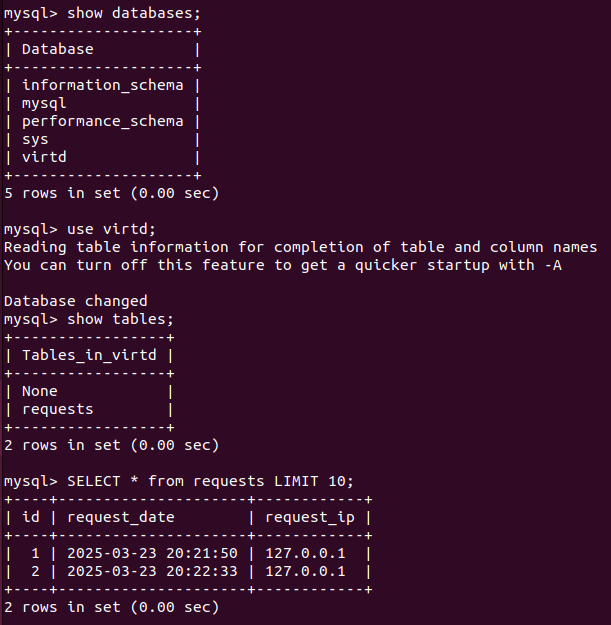 mysql> show databases;
+--------------------+
| Database           |
+--------------------+
| information_schema |
| mysql              |
| performance_schema |
| sys                |
| virtd              |
+--------------------+
5 rows in set (0.00 sec)

mysql> use virtd;
Reading table information for completion of table and column names
You can turn off this feature to get a quicker startup with -A

Database changed
mysql> show tables;
+-----------------+
| Tables_in_virtd |
+-----------------+
| None            |
| requests        |
+-----------------+
2 rows in set (0.00 sec)

mysql> SELECT * from requests LIMIT 10;
+----+---------------------+------------+
| id | request_date        | request_ip |
+----+---------------------+------------+
|  1 | 2025-03-23 20:21:50 | 127.0.0.1  |
|  2 | 2025-03-23 20:22:33 | 127.0.0.1  |
+----+---------------------+------------+
2 rows in set (0.00 sec)